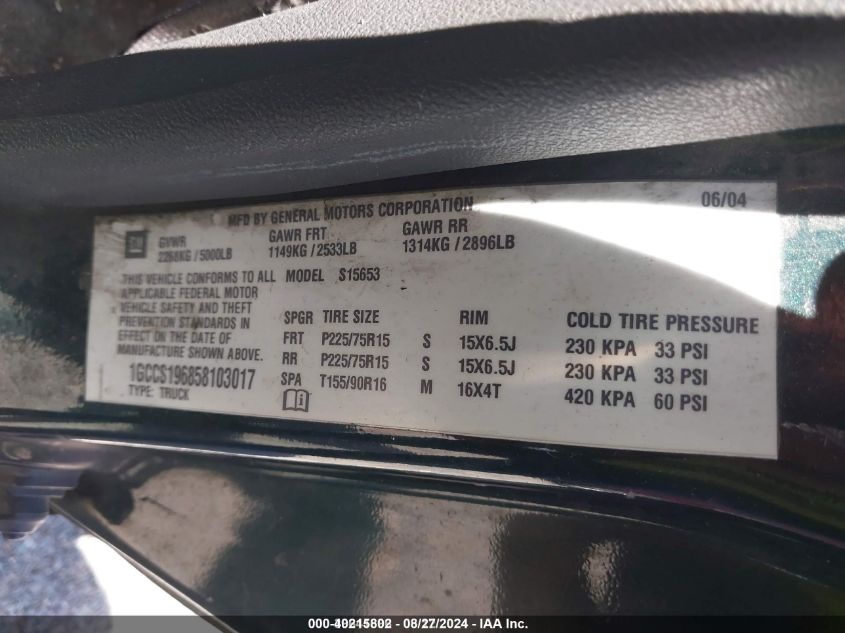 MFD BY GENERAL MOTORS CORPORATION 06/04
GM GVWR GAWR FRT GAWR RR
2268KG / 5000LB 1149KG / 2533LB 1314KG / 2896LB
THIS VEHICLE CONFORMS TO ALL MODEL S15653
APPLICABLE FEDERAL MOTOR
VEHICLE SAFETY AND THEFT
PREVENTION STANDARDS IN
EFFECT ON THE DATE OF
MANUFACTURE SHOWN ABOVE.
1GCCS196858103017
TYPE: TRUCK
SPGR TIRE SIZE RIM COLD TIRE PRESSURE
FRT P225/75R15 S 15X6.5J 230 KPA 33 PSI
RR P225/75R15 S 15X6.5J 230 KPA 33 PSI
SPA T155/90R16 M 16X4T 420 KPA 60 PSI
000-40215802 - 08/27/2024 - IAA Inc.